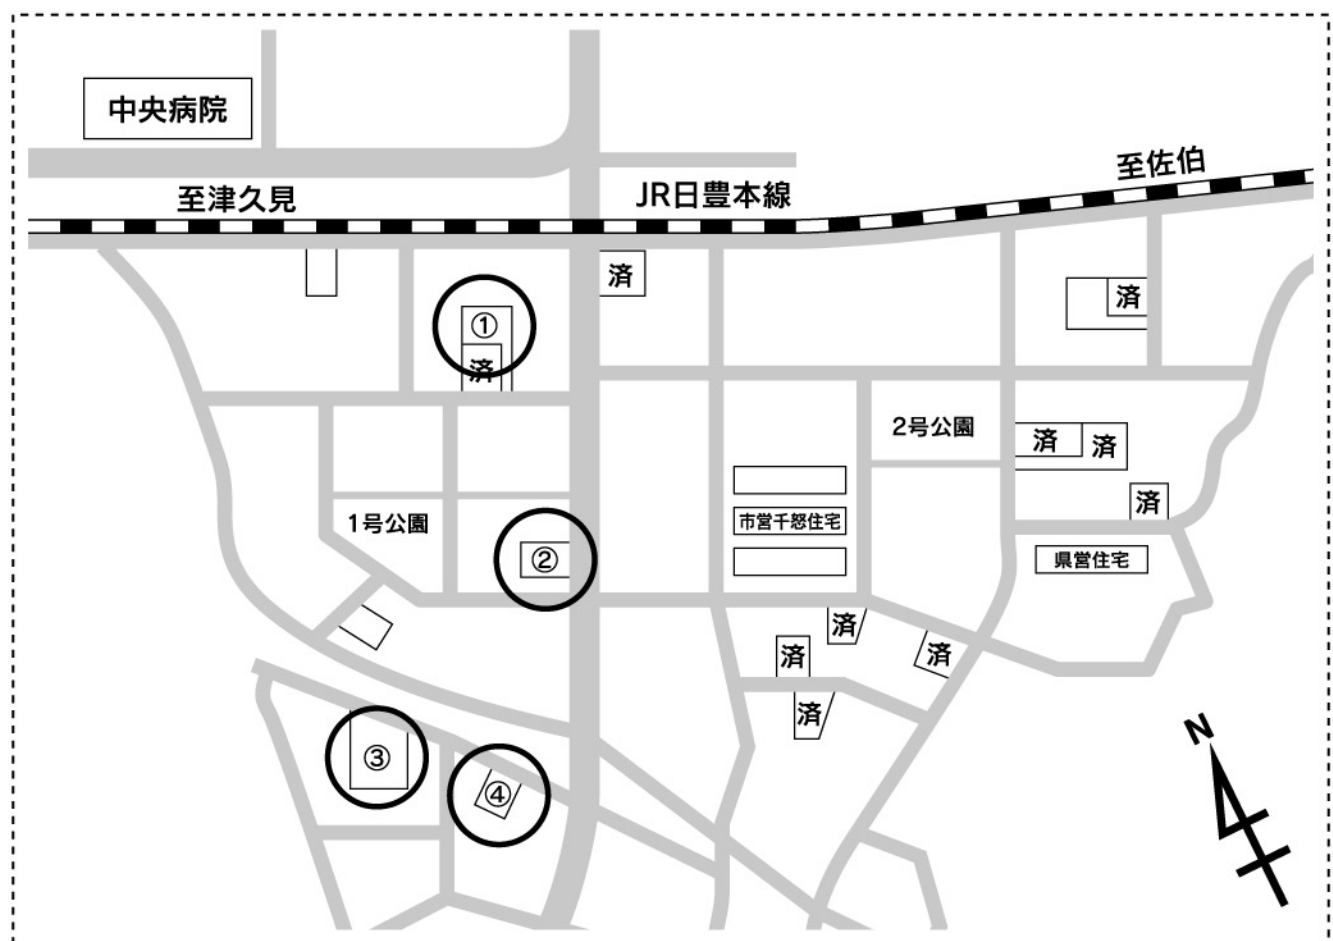 中央病院
至佐伯
至津久見
JR日豊本線
済
済
①
済
2号公園
済
済
済
1号公園
市営千怒住宅
②
県営住宅
済
済
済
済
③
④
N